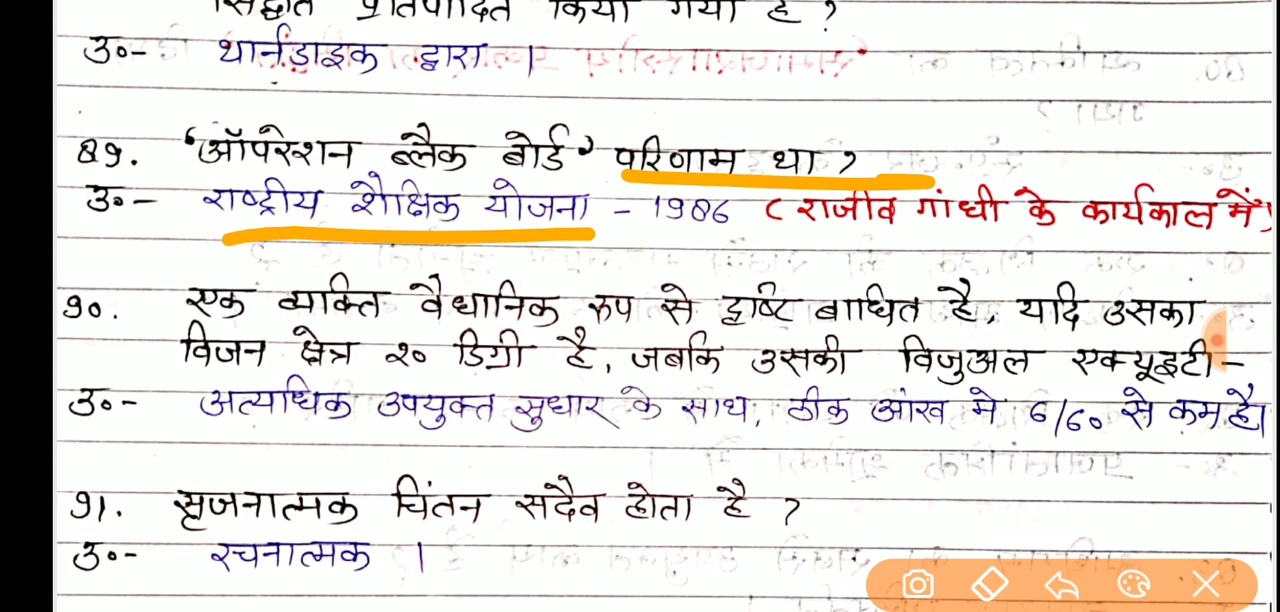 सिद्धांत प्रतिपादित किया गया है ?
उ०- थार्नडाइक द्वारा ।
89. 'ऑपरेशन ब्लैक बोर्ड' परिणाम था ?
उ०- राष्ट्रीय शैक्षिक योजना - 1986 (राजीव गांधी के कार्यकाल में)
90. एक व्यक्ति वैधानिक रुप से दृष्टि बाधित है, यदि उसका
विजन क्षेत्र २० डिग्री है, जबकि उसकी विजुअल एक्यूइटी-
उ०- अत्यधिक उपयुक्त सुधार के साथ, ठीक आंख मे 6/60 से कम है।
91. सृजनात्मक चिंतन सदैव होता है ?
उ०- रचनात्मक ।